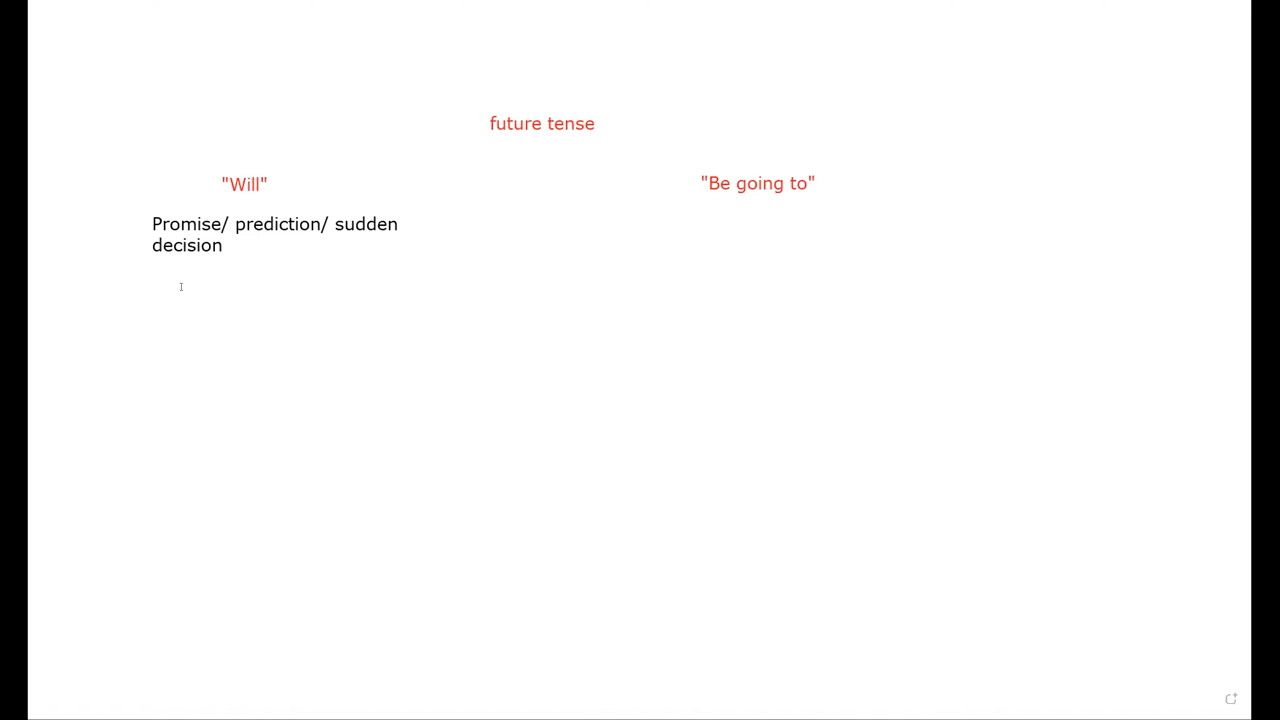 future tense
"Will"
"Be going to"
Promise/ prediction/ sudden
decision